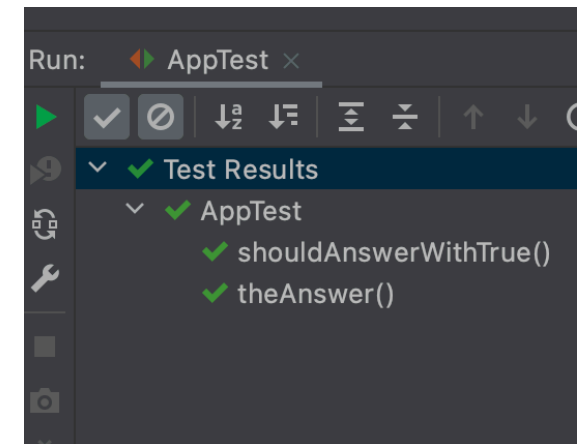 Run: AppTest
Test Results
AppTest
shouldAnswerWithTrue()
theAnswer()